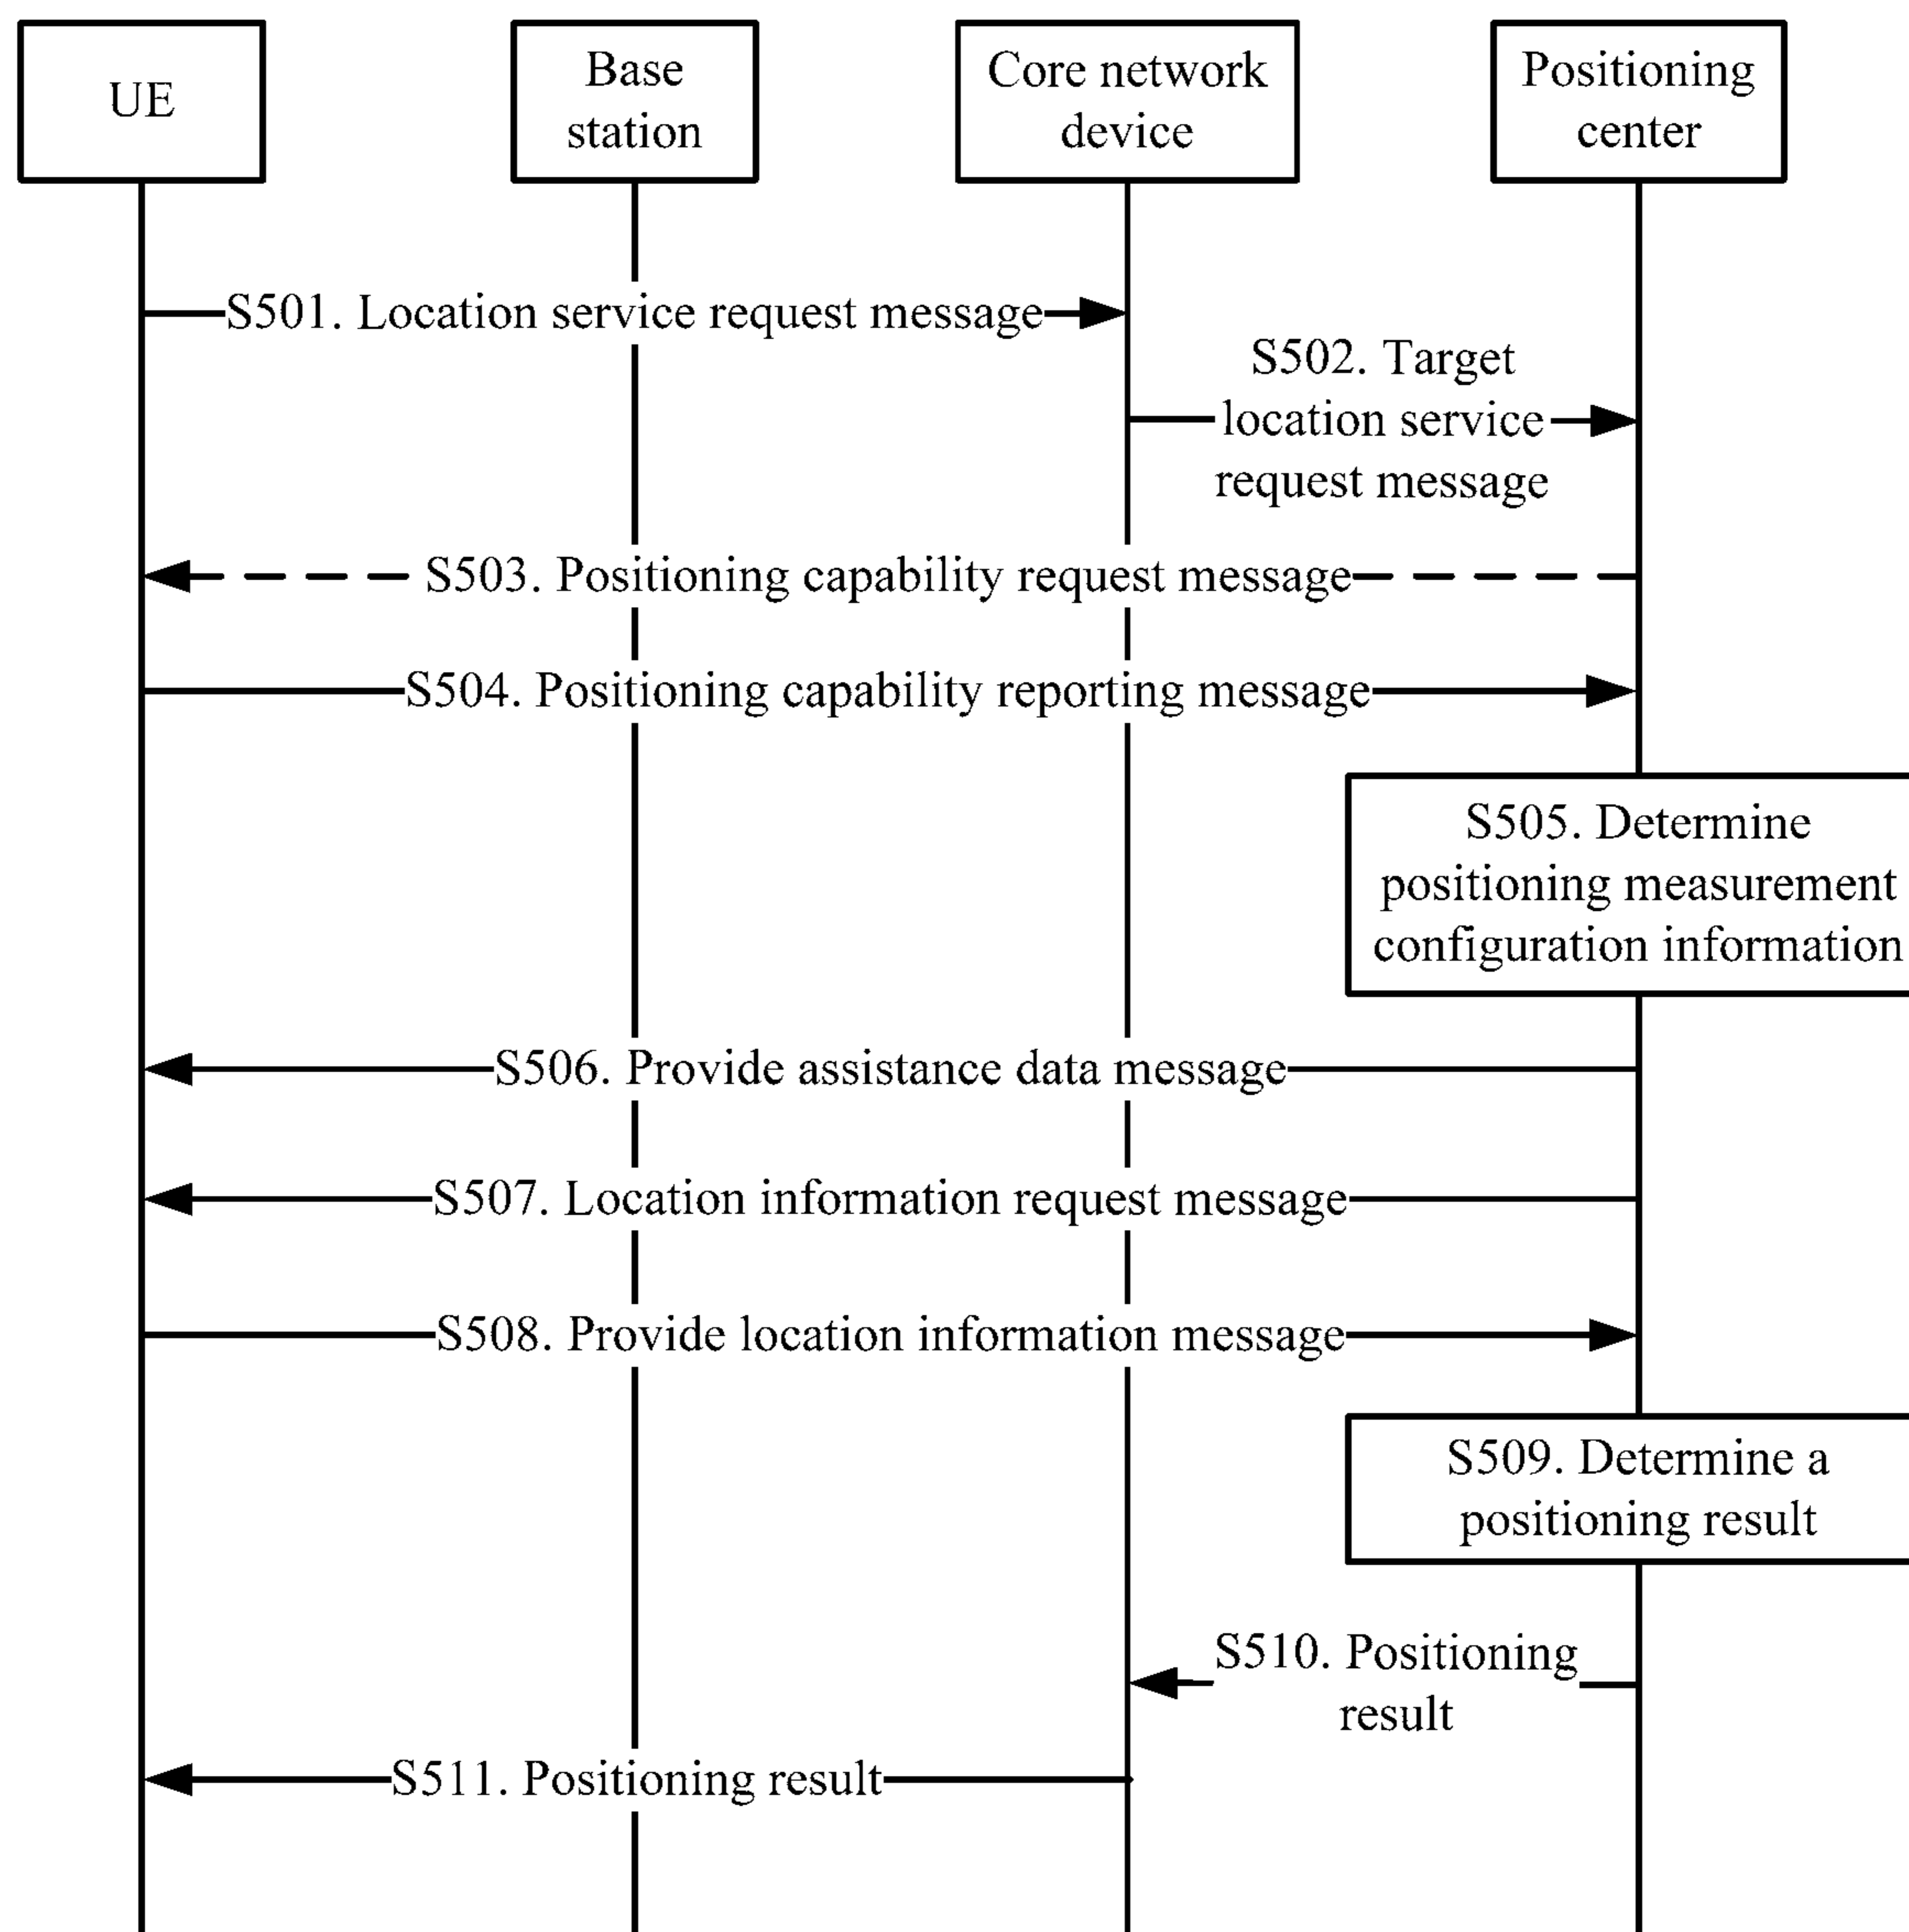 UE
Base
station
Core network
device
Positioning
center
S501. Location service request message
S502. Target
location service
request message
S503. Positioning capability request message
S504. Positioning capability reporting message
S505. Determine
positioning measurement
configuration information
S506. Provide assistance data message
S507. Location information request message
S508. Provide location information message
S509. Determine a
positioning result
S510. Positioning
result
S511. Positioning result